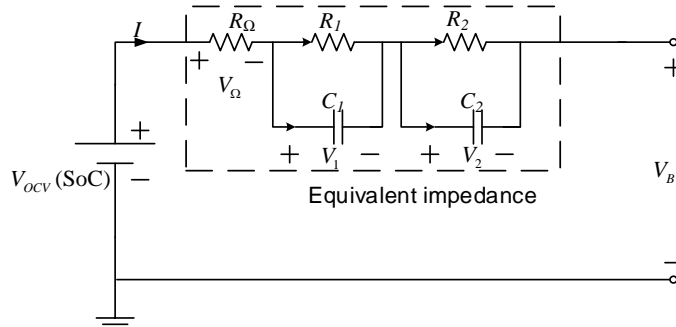 I
R_Ω
R_1
R_2
+ −
V_Ω
C_1
C_2
+ V_1 −
+ V_2 −
+
−
V_OCV (SoC)
Equivalent impedance
+
V_B
−